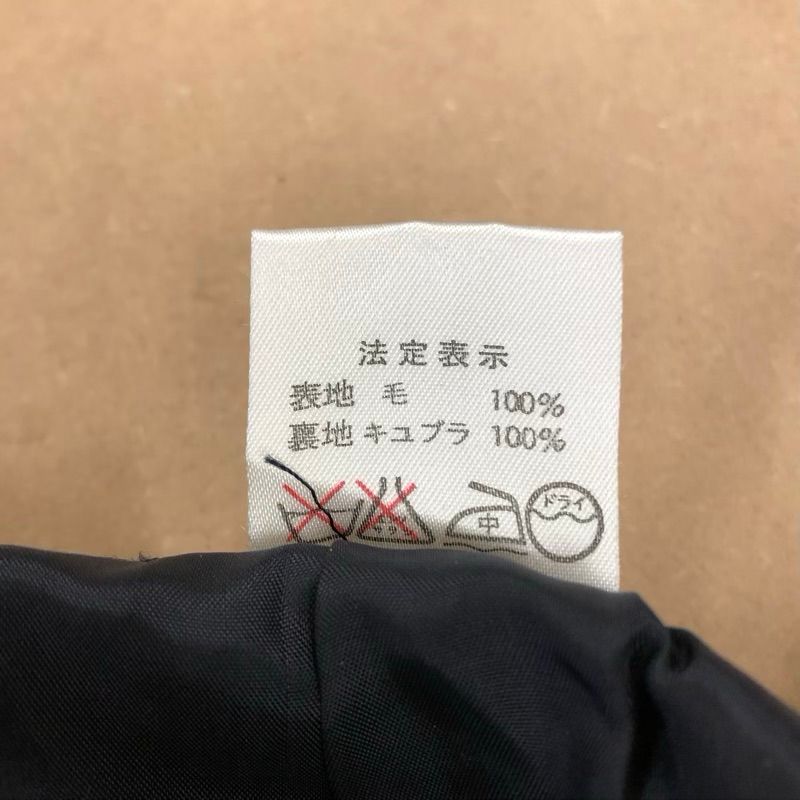 法定表示
表地 毛 100%
裏地 キュプラ 100%
中 ドライ